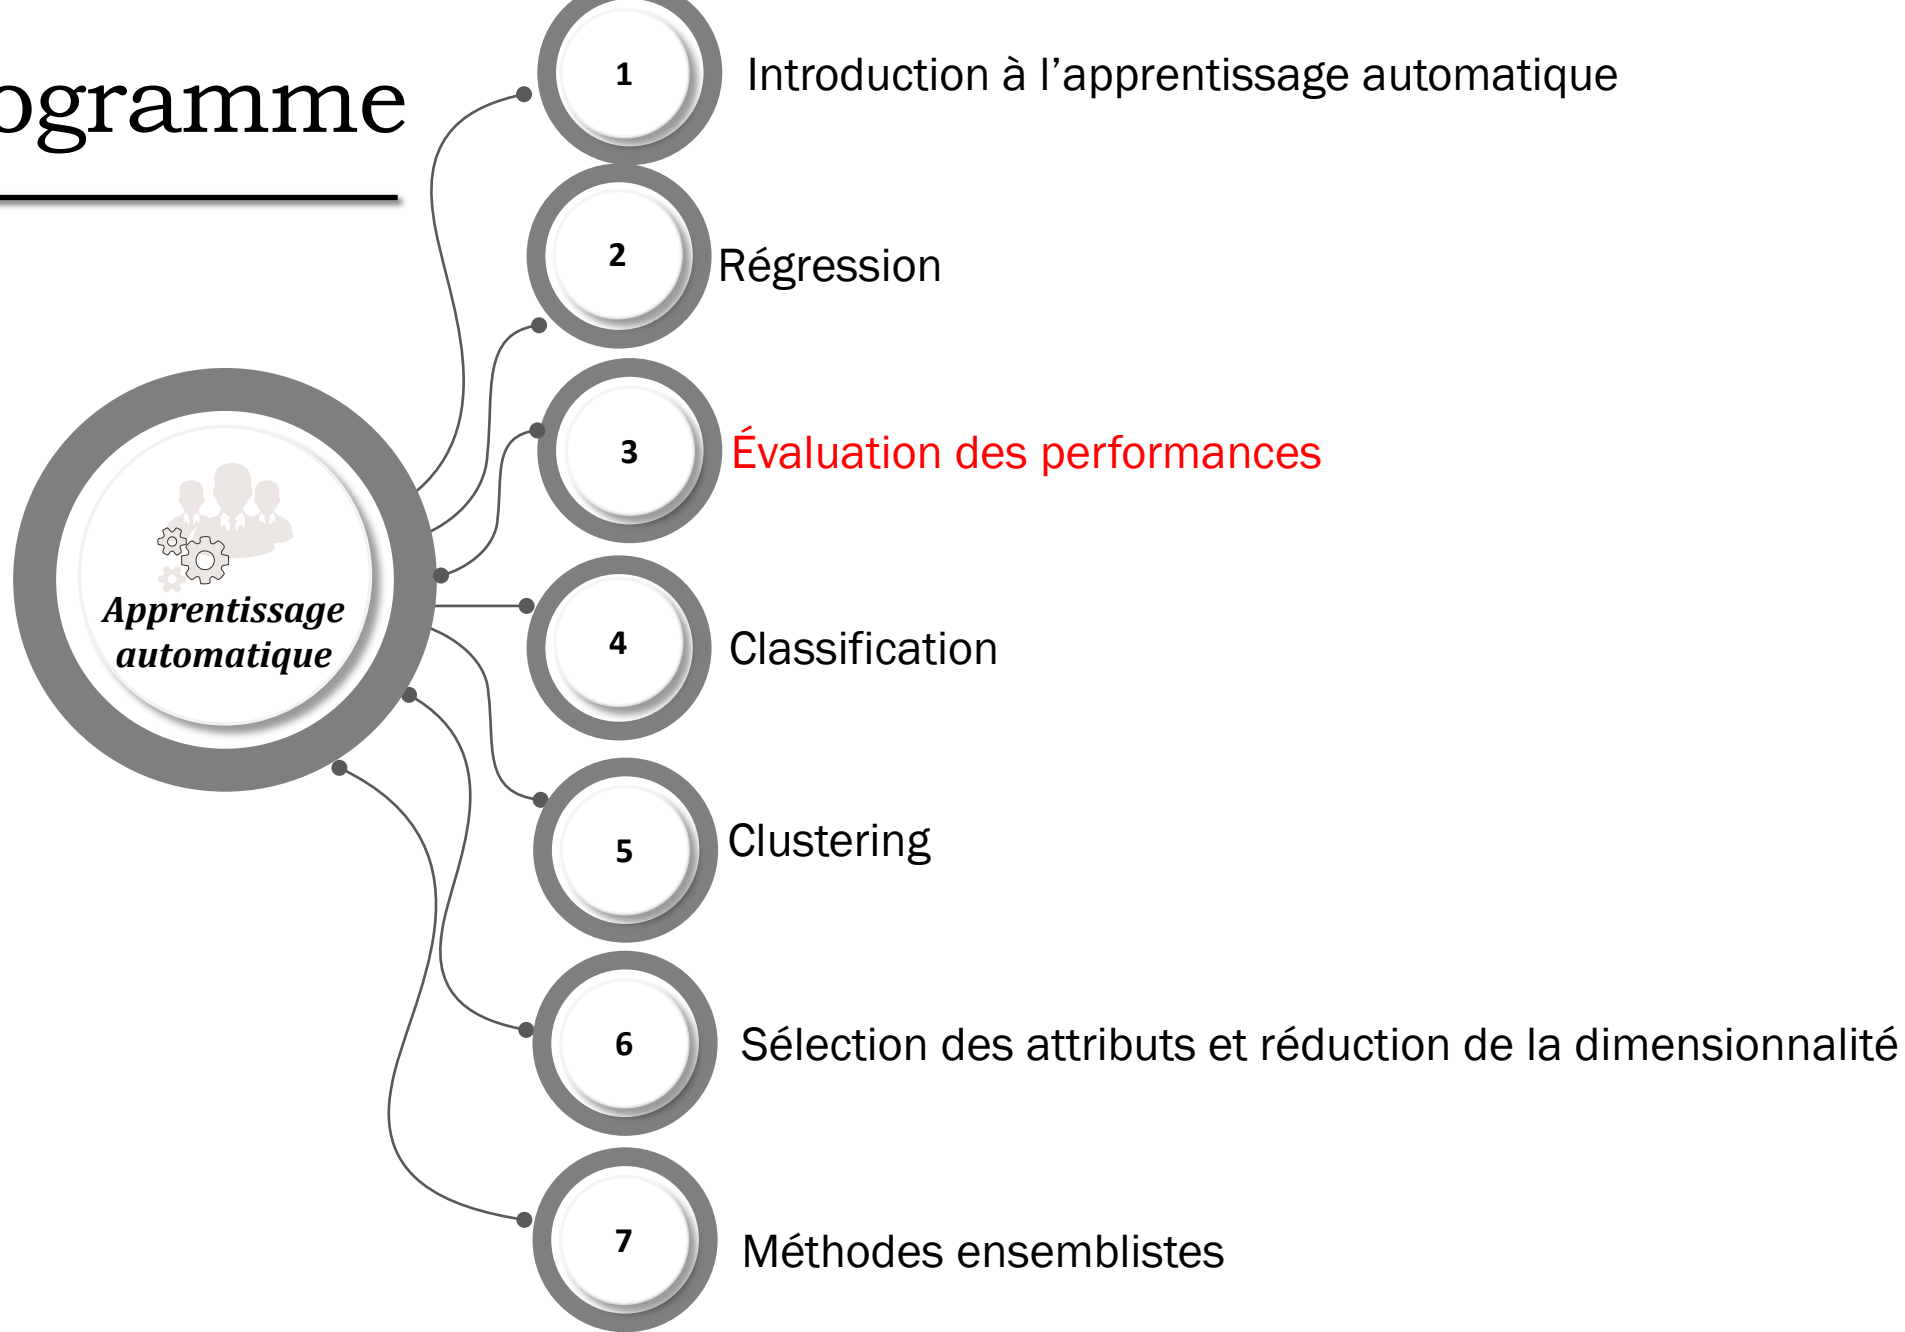 ogramme
1
Introduction à l’apprentissage automatique
2
Régression
3
Évaluation des performances
Apprentissage
automatique
4
Classification
5
Clustering
6
Sélection des attributs et réduction de la dimensionnalité
7
Méthodes ensemblistes